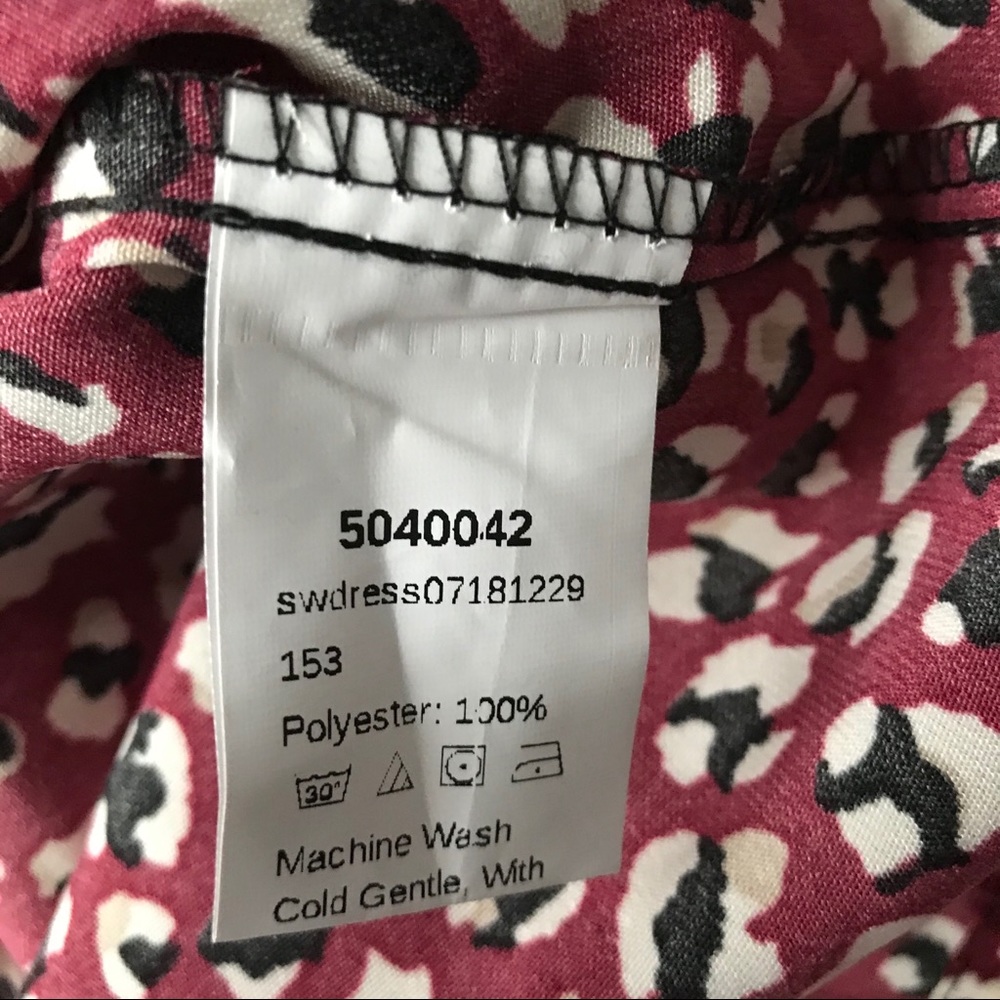 5040042
swdress07181229
153
Polyester: 100%
30°
Machine Wash
Cold Gentle, With